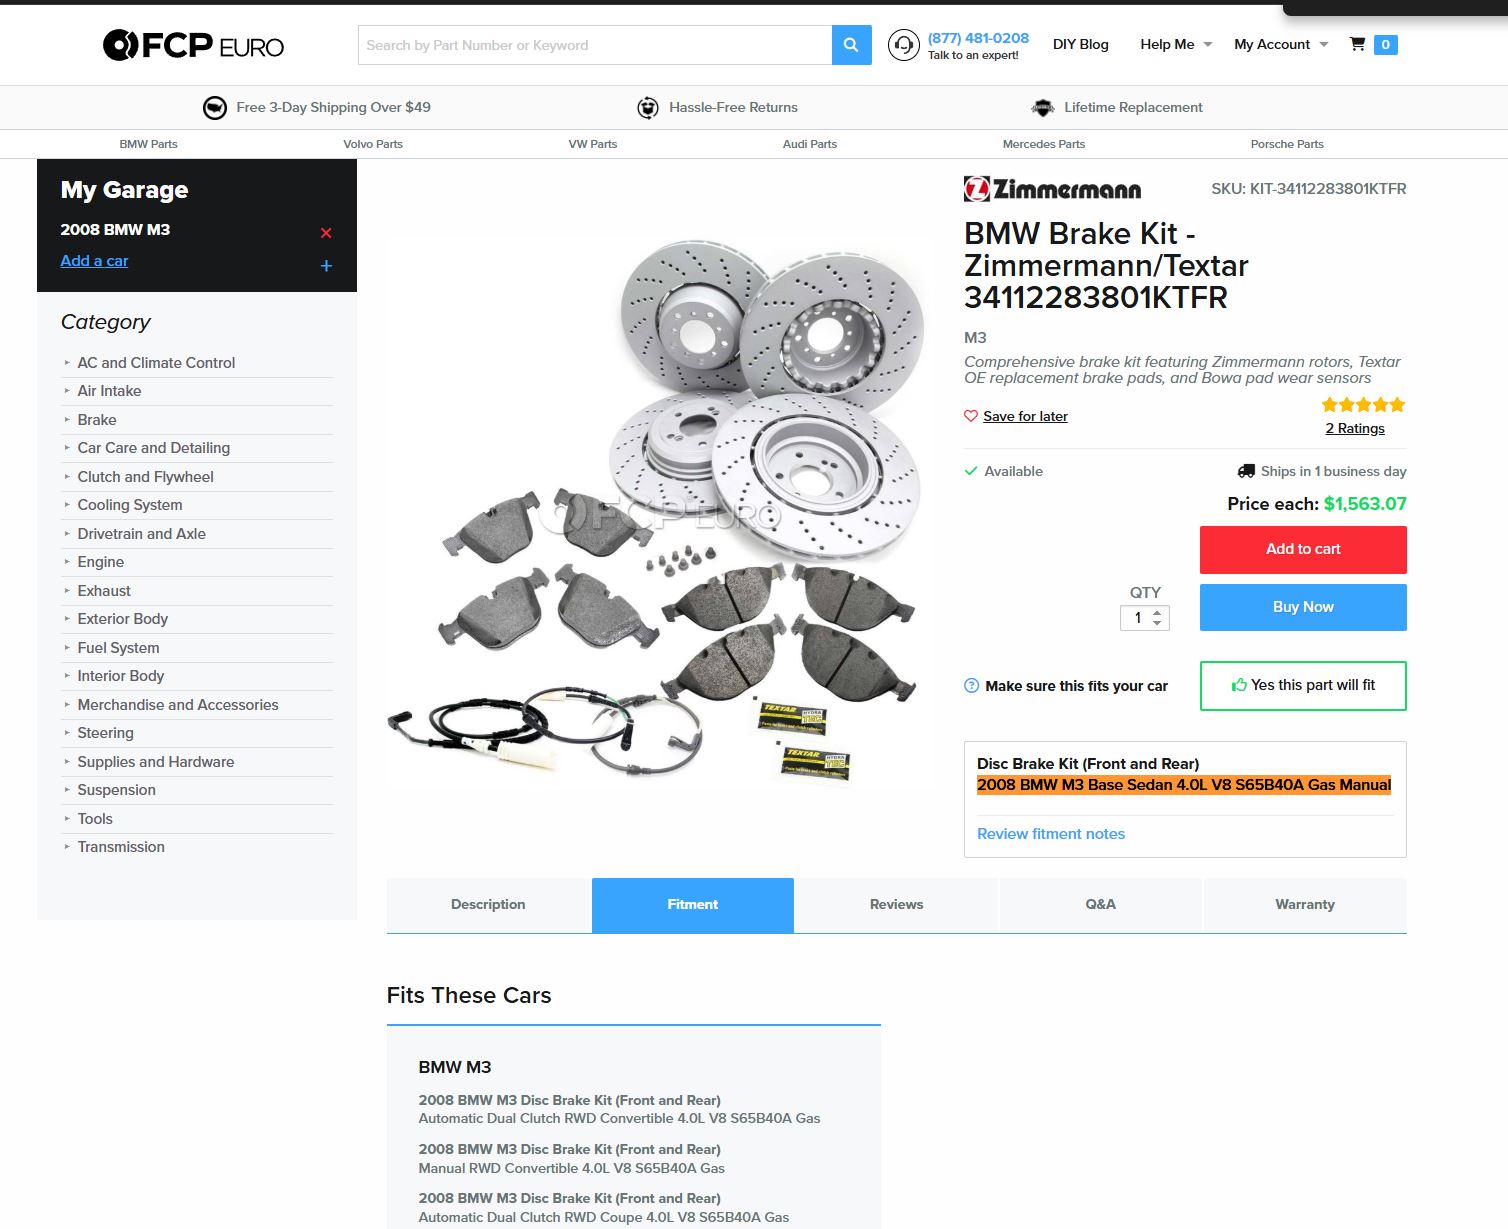 FCP EURO
Search by Part Number or Keyword
(877) 481-0208
Talk to an expert!
DIY Blog
Help Me
My Account
0
Free 3-Day Shipping Over $49
Hassle-Free Returns
Lifetime Replacement
BMW Parts
Volvo Parts
VW Parts
Audi Parts
Mercedes Parts
Porsche Parts
My Garage
2008 BMW M3
Add a car
Category
AC and Climate Control
Air Intake
Brake
Car Care and Detailing
Clutch and Flywheel
Cooling System
Drivetrain and Axle
Engine
Exhaust
Exterior Body
Fuel System
Interior Body
Merchandise and Accessories
Steering
Supplies and Hardware
Suspension
Tools
Transmission
FCP EURO
TEXTAR
HYDRA
TEC
TEXTAR
HYDRA
TEC
Zimmermann
SKU: KIT-34112283801KTFR
BMW Brake Kit -
Zimmermann/Textar
34112283801KTFR
M3
Comprehensive brake kit featuring Zimmermann rotors, Textar
OE replacement brake pads, and Bowa pad wear sensors
Save for later
2 Ratings
Available
Ships in 1 business day
Price each: $1,563.07
Add to cart
QTY
1
Buy Now
Make sure this fits your car
Yes this part will fit
Disc Brake Kit (Front and Rear)
2008 BMW M3 Base Sedan 4.0L V8 S65B40A Gas Manual
Review fitment notes
Description
Fitment
Reviews
Q&A
Warranty
Fits These Cars
BMW M3
2008 BMW M3 Disc Brake Kit (Front and Rear)
Automatic Dual Clutch RWD Convertible 4.0L V8 S65B40A Gas
2008 BMW M3 Disc Brake Kit (Front and Rear)
Manual RWD Convertible 4.0L V8 S65B40A Gas
2008 BMW M3 Disc Brake Kit (Front and Rear)
Automatic Dual Clutch RWD Coupe 4.0L V8 S65B40A Gas